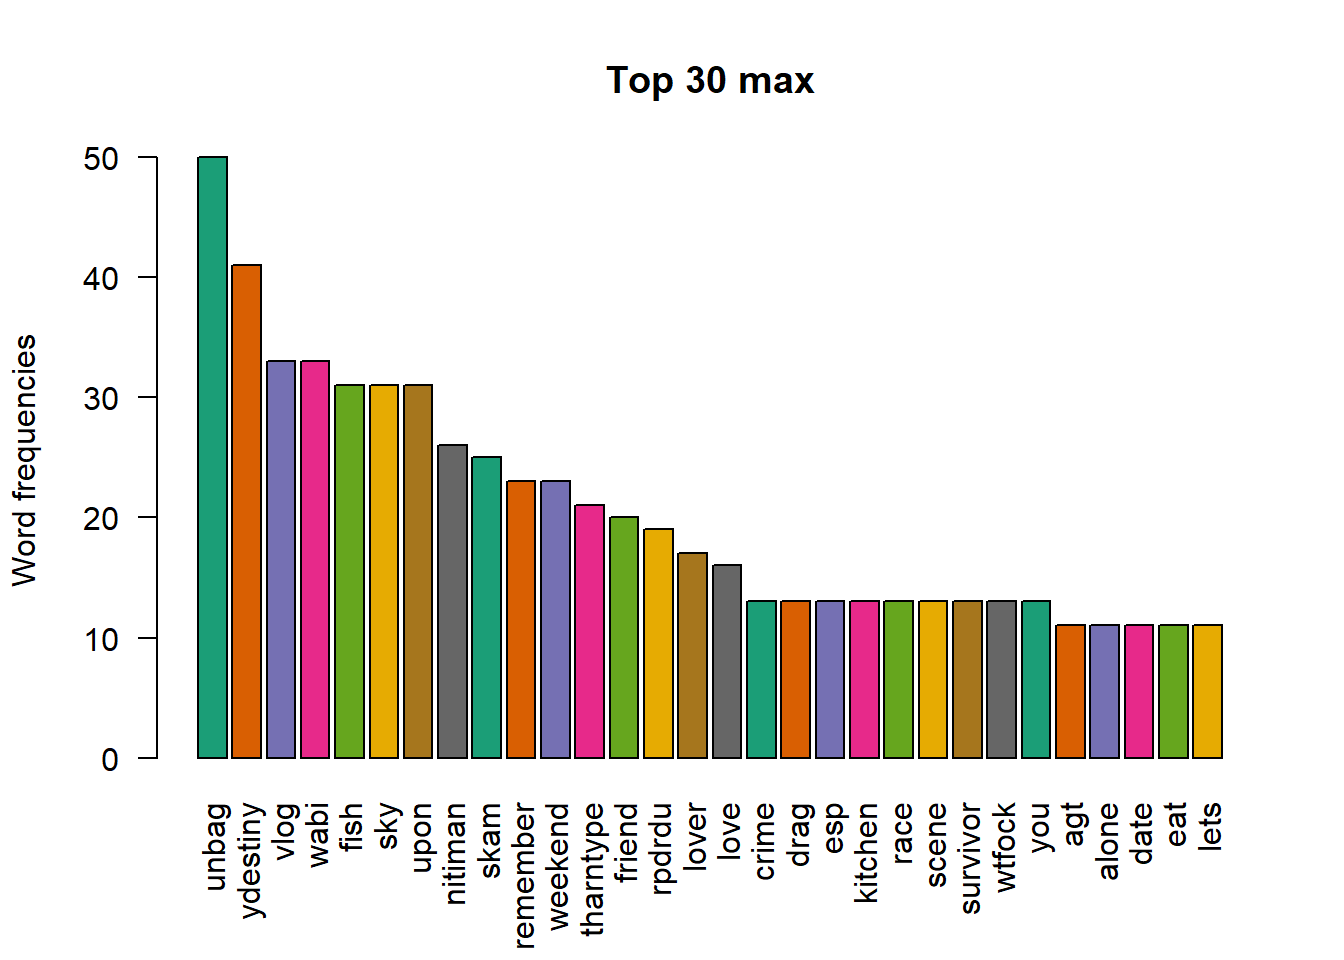 Top 30 max
Word frequencies
50
40
30
20
10
0
unbag
ydestiny
vlog
wabi
fish
sky
upon
nitiman
skam
remember
weekend
tharntype
friend
rpdrdu
lover
love
crime
drag
esp
kitchen
race
scene
survivor
wtfock
you
agt
alone
date
eat
lets